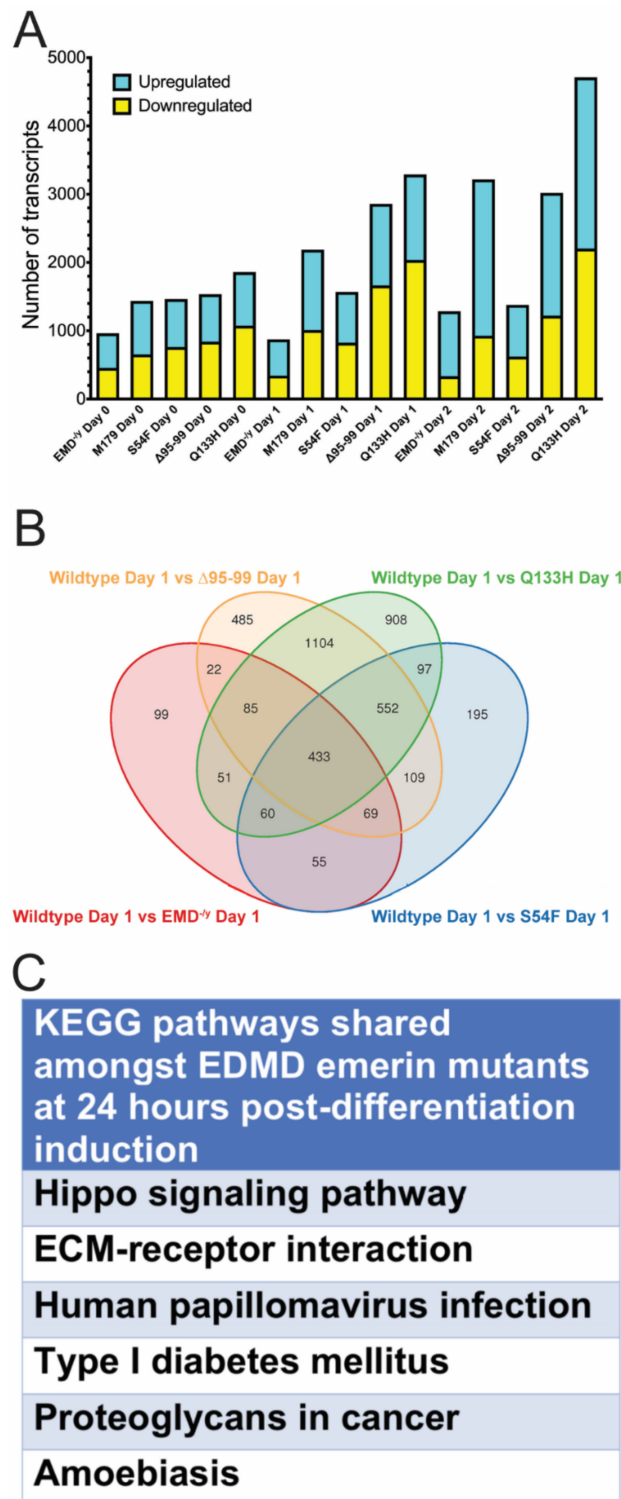 A
5000
4000
3000
2000
1000
0
Number of transcripts
Upregulated
Downregulated
EMD-/y Day 0
M179 Day 0
S54F Day 0
Δ95-99 Day 0
Q133H Day 0
EMD-/y Day 1
M179 Day 1
S54F Day 1
Δ95-99 Day 1
Q133H Day 1
EMD-/y Day 2
M179 Day 2
S54F Day 2
Δ95-99 Day 2
Q133H Day 2
B
Wildtype Day 1 vs Δ95-99 Day 1
Wildtype Day 1 vs Q133H Day 1
485
908
1104
22
97
99
85
552
195
433
51
109
60
69
55
Wildtype Day 1 vs EMD-/y Day 1
Wildtype Day 1 vs S54F Day 1
C
KEGG pathways shared
amongst EDMD emerin mutants
at 24 hours post-differentiation
induction
Hippo signaling pathway
ECM-receptor interaction
Human papillomavirus infection
Type I diabetes mellitus
Proteoglycans in cancer
Amoebiasis